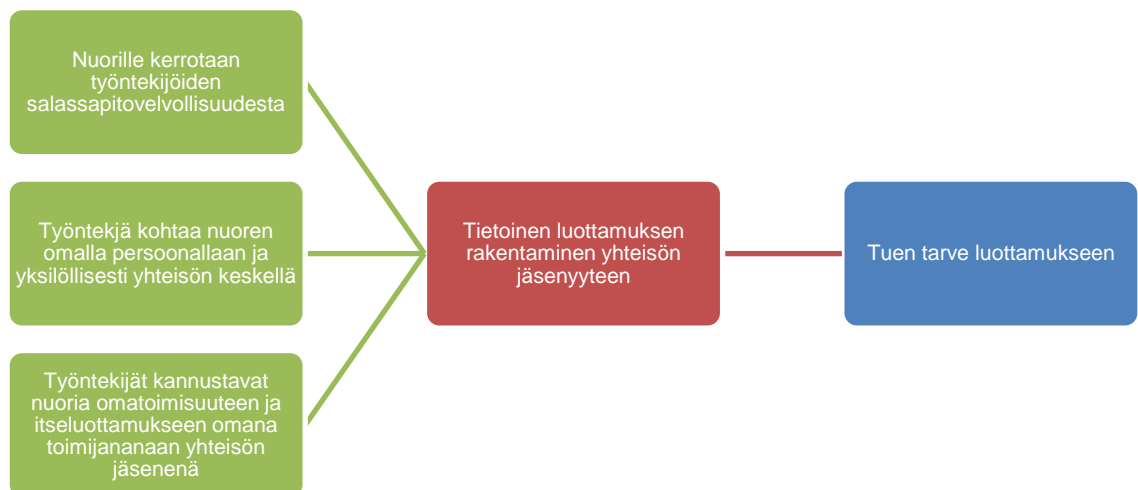 Nuorille kerrotaan
työntekijöiden
salassapitovelvollisuudesta
Työntekjä kohtaa nuoren
omalla persoonallaan ja
yksilöllisesti yhteisön keskellä
Työntekijät kannustavat
nuoria omatoimisuuteen ja
itseluottamukseen omana
toimijananaan yhteisön
jäsenenä
Tietoinen luottamuksen
rakentaminen yhteisön
jäsenyyteen
Tuen tarve luottamukseen